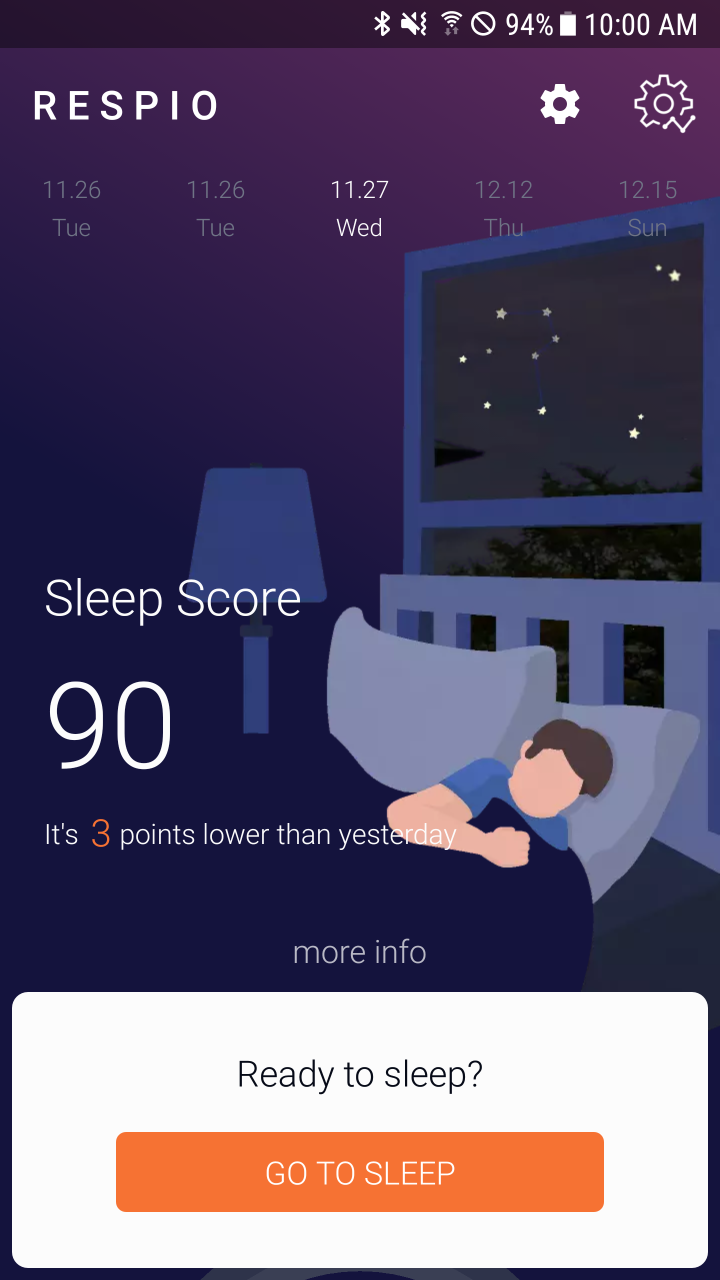 94% 10:00 AM
RESPIO
11.26 11.26 11.27 12.12 12.15
Tue Tue Wed Thu Sun
Sleep Score
90
It's 3 points lower than yesterday
more info
Ready to sleep?
GO TO SLEEP